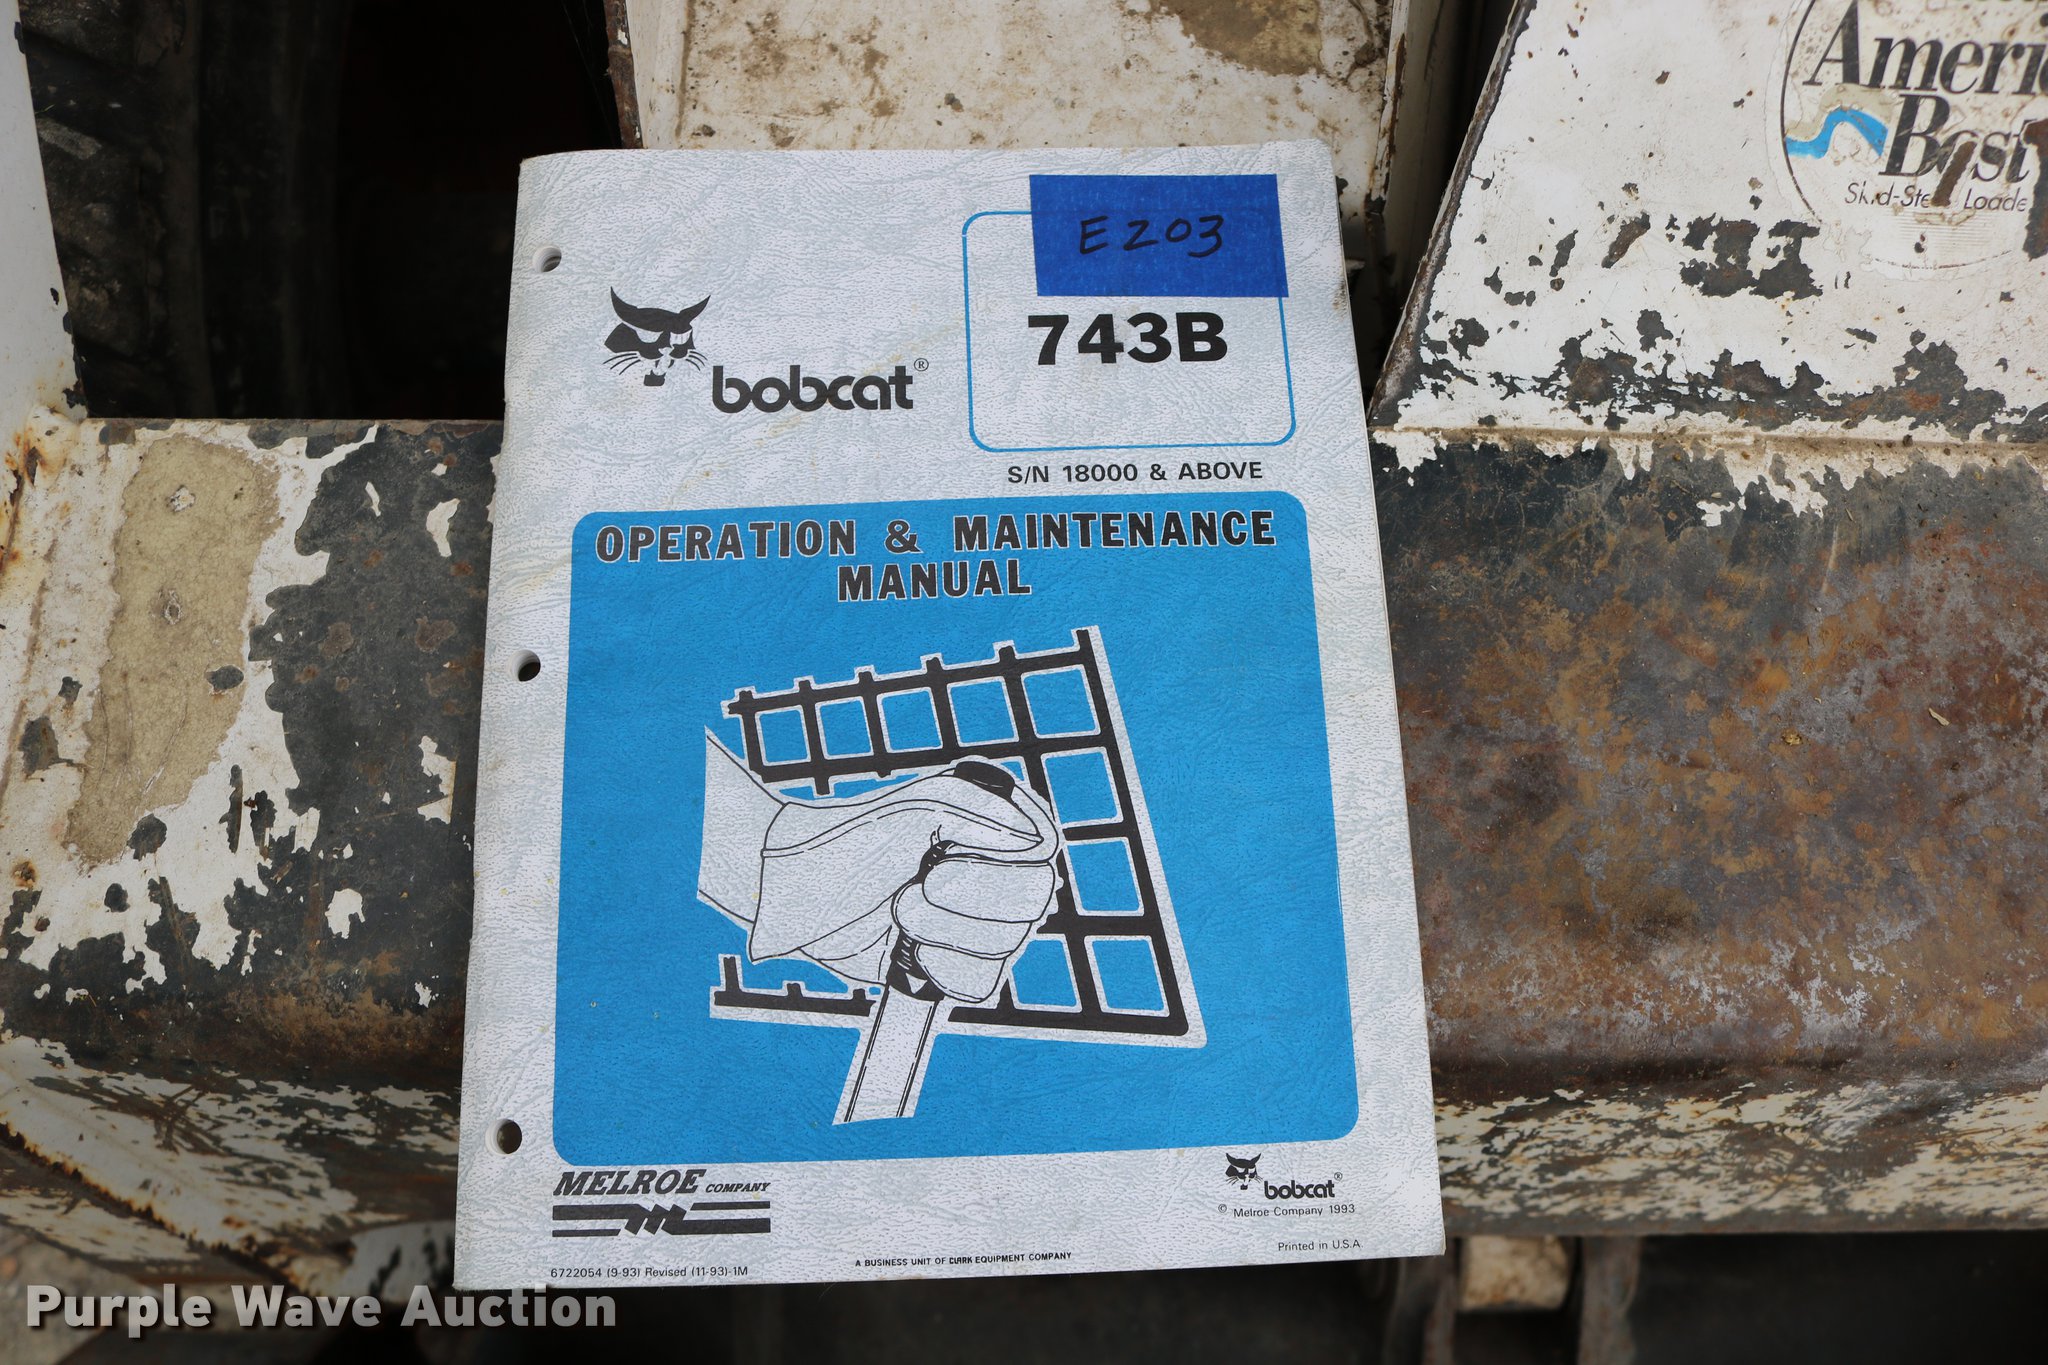 E203
743B
bobcat®
S/N 18000 & ABOVE
OPERATION & MAINTENANCE
MANUAL
MELROE COMPANY
bobcat®
© Melroe Company 1993
Printed in U.S.A.
A BUSINESS UNIT OF CLARK EQUIPMENT COMPANY
6722054 (9-93) Revised (11-93)-1M
Best
Purple Wave Auction